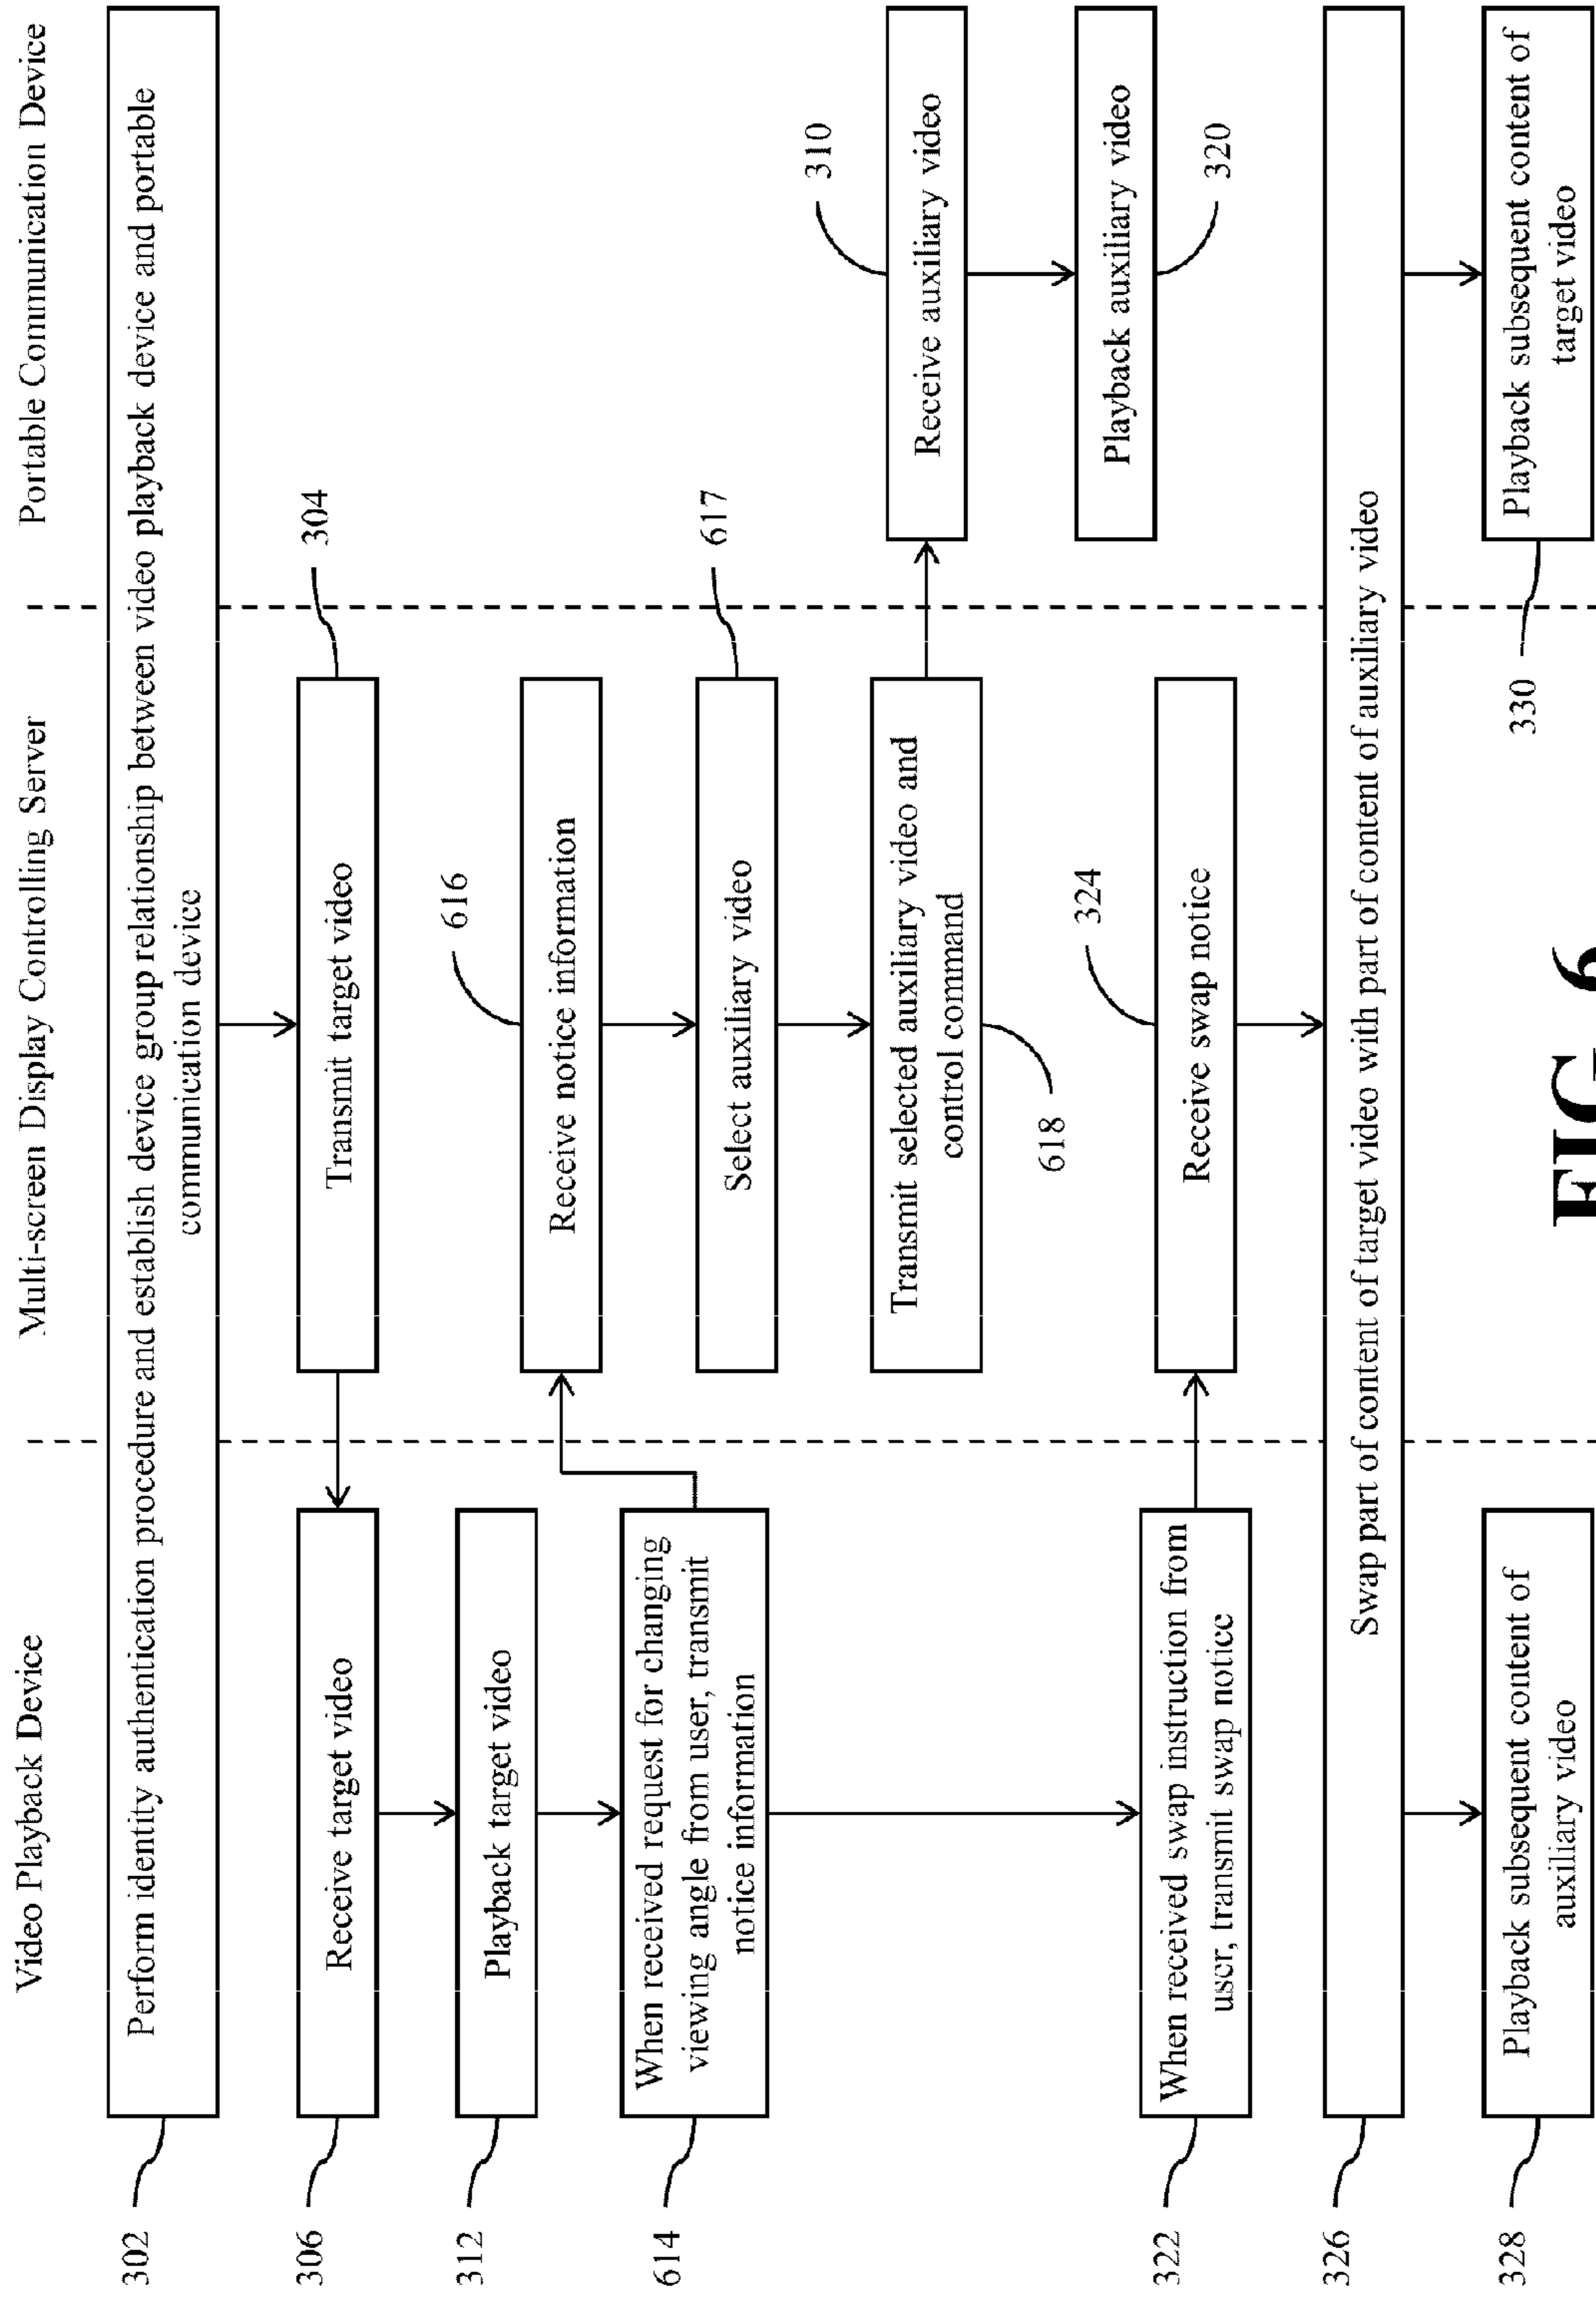 Video Playback Device
Multi-screen Display Controlling Server
Portable Communication Device
302
Perform identity authentication procedure and establish device group relationship between video playback device and portable
communication device
304
Transmit target video
306
Receive target video
312
Playback target video
614
When received request for changing
viewing angle from user, transmit
notice information
616
Receive notice information
617
Select auxiliary video
Transmit selected auxiliary video and
control command
618
310
Receive auxiliary video
Playback auxiliary video
320
322
When received swap instruction from
user, transmit swap notice
324
Receive swap notice
326
Swap part of content of target video with part of content of auxiliary video
328
Playback subsequent content of
auxiliary video
330
Playback subsequent content of
target video
FIG. 6